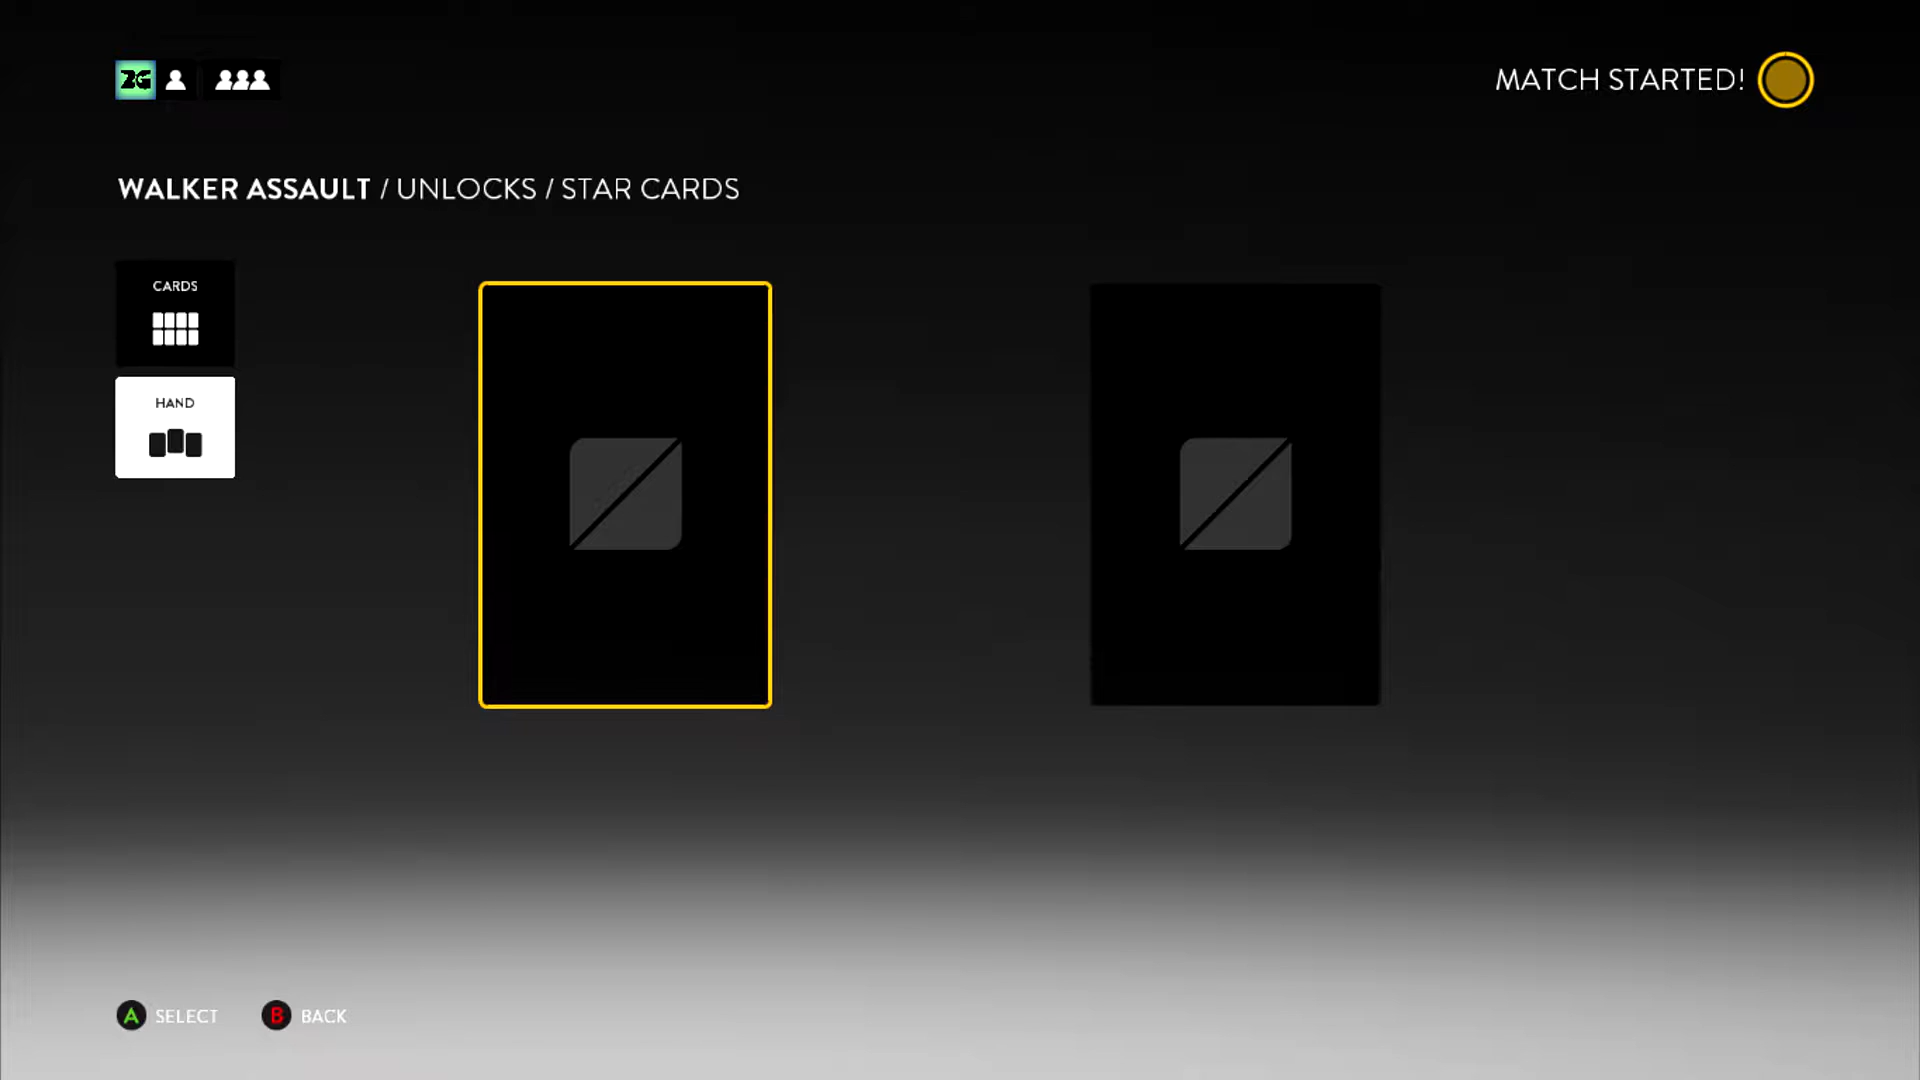 2G
MATCH STARTED!
WALKER ASSAULT / UNLOCKS / STAR CARDS
CARDS
HAND
A SELECT
B BACK